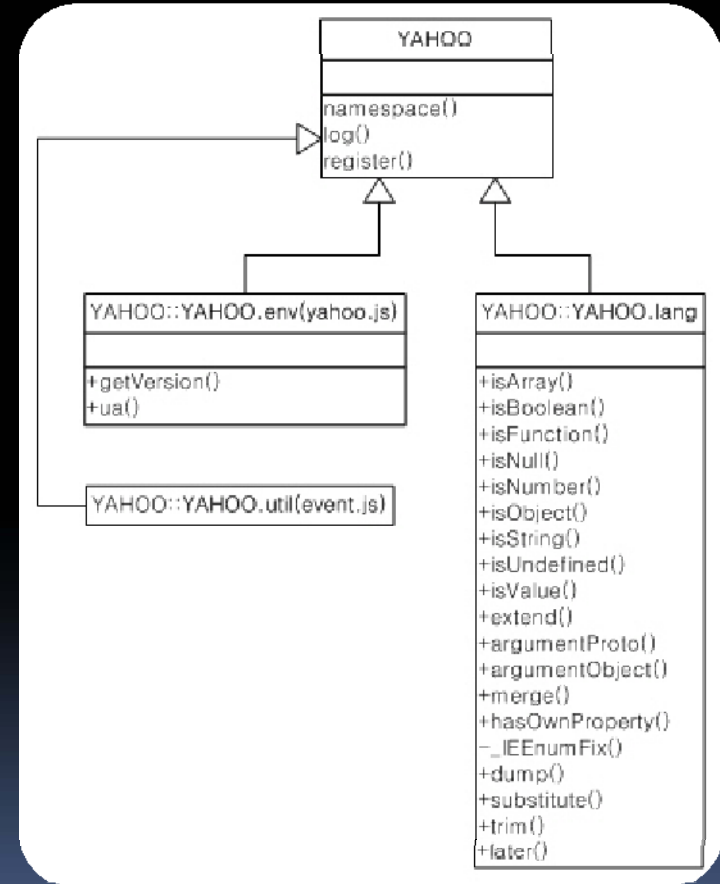 YAHOO
namespace()
log()
register()
YAHOO::YAHOO.env(yahoo.js)
+getVersion()
+ua()
YAHOO::YAHOO.util(event.js)
YAHOO::YAHOO.lang
+isArray()
+isBoolean()
+isFunction()
+isNull()
+isNumber()
+isObject()
+isString()
+isUndefined()
+isValue()
+extend()
+argumentProto()
+argumentObject()
+merge()
+hasOwnProperty()
-_IEEnumFix()
+dump()
+substitute()
+trim()
+later()